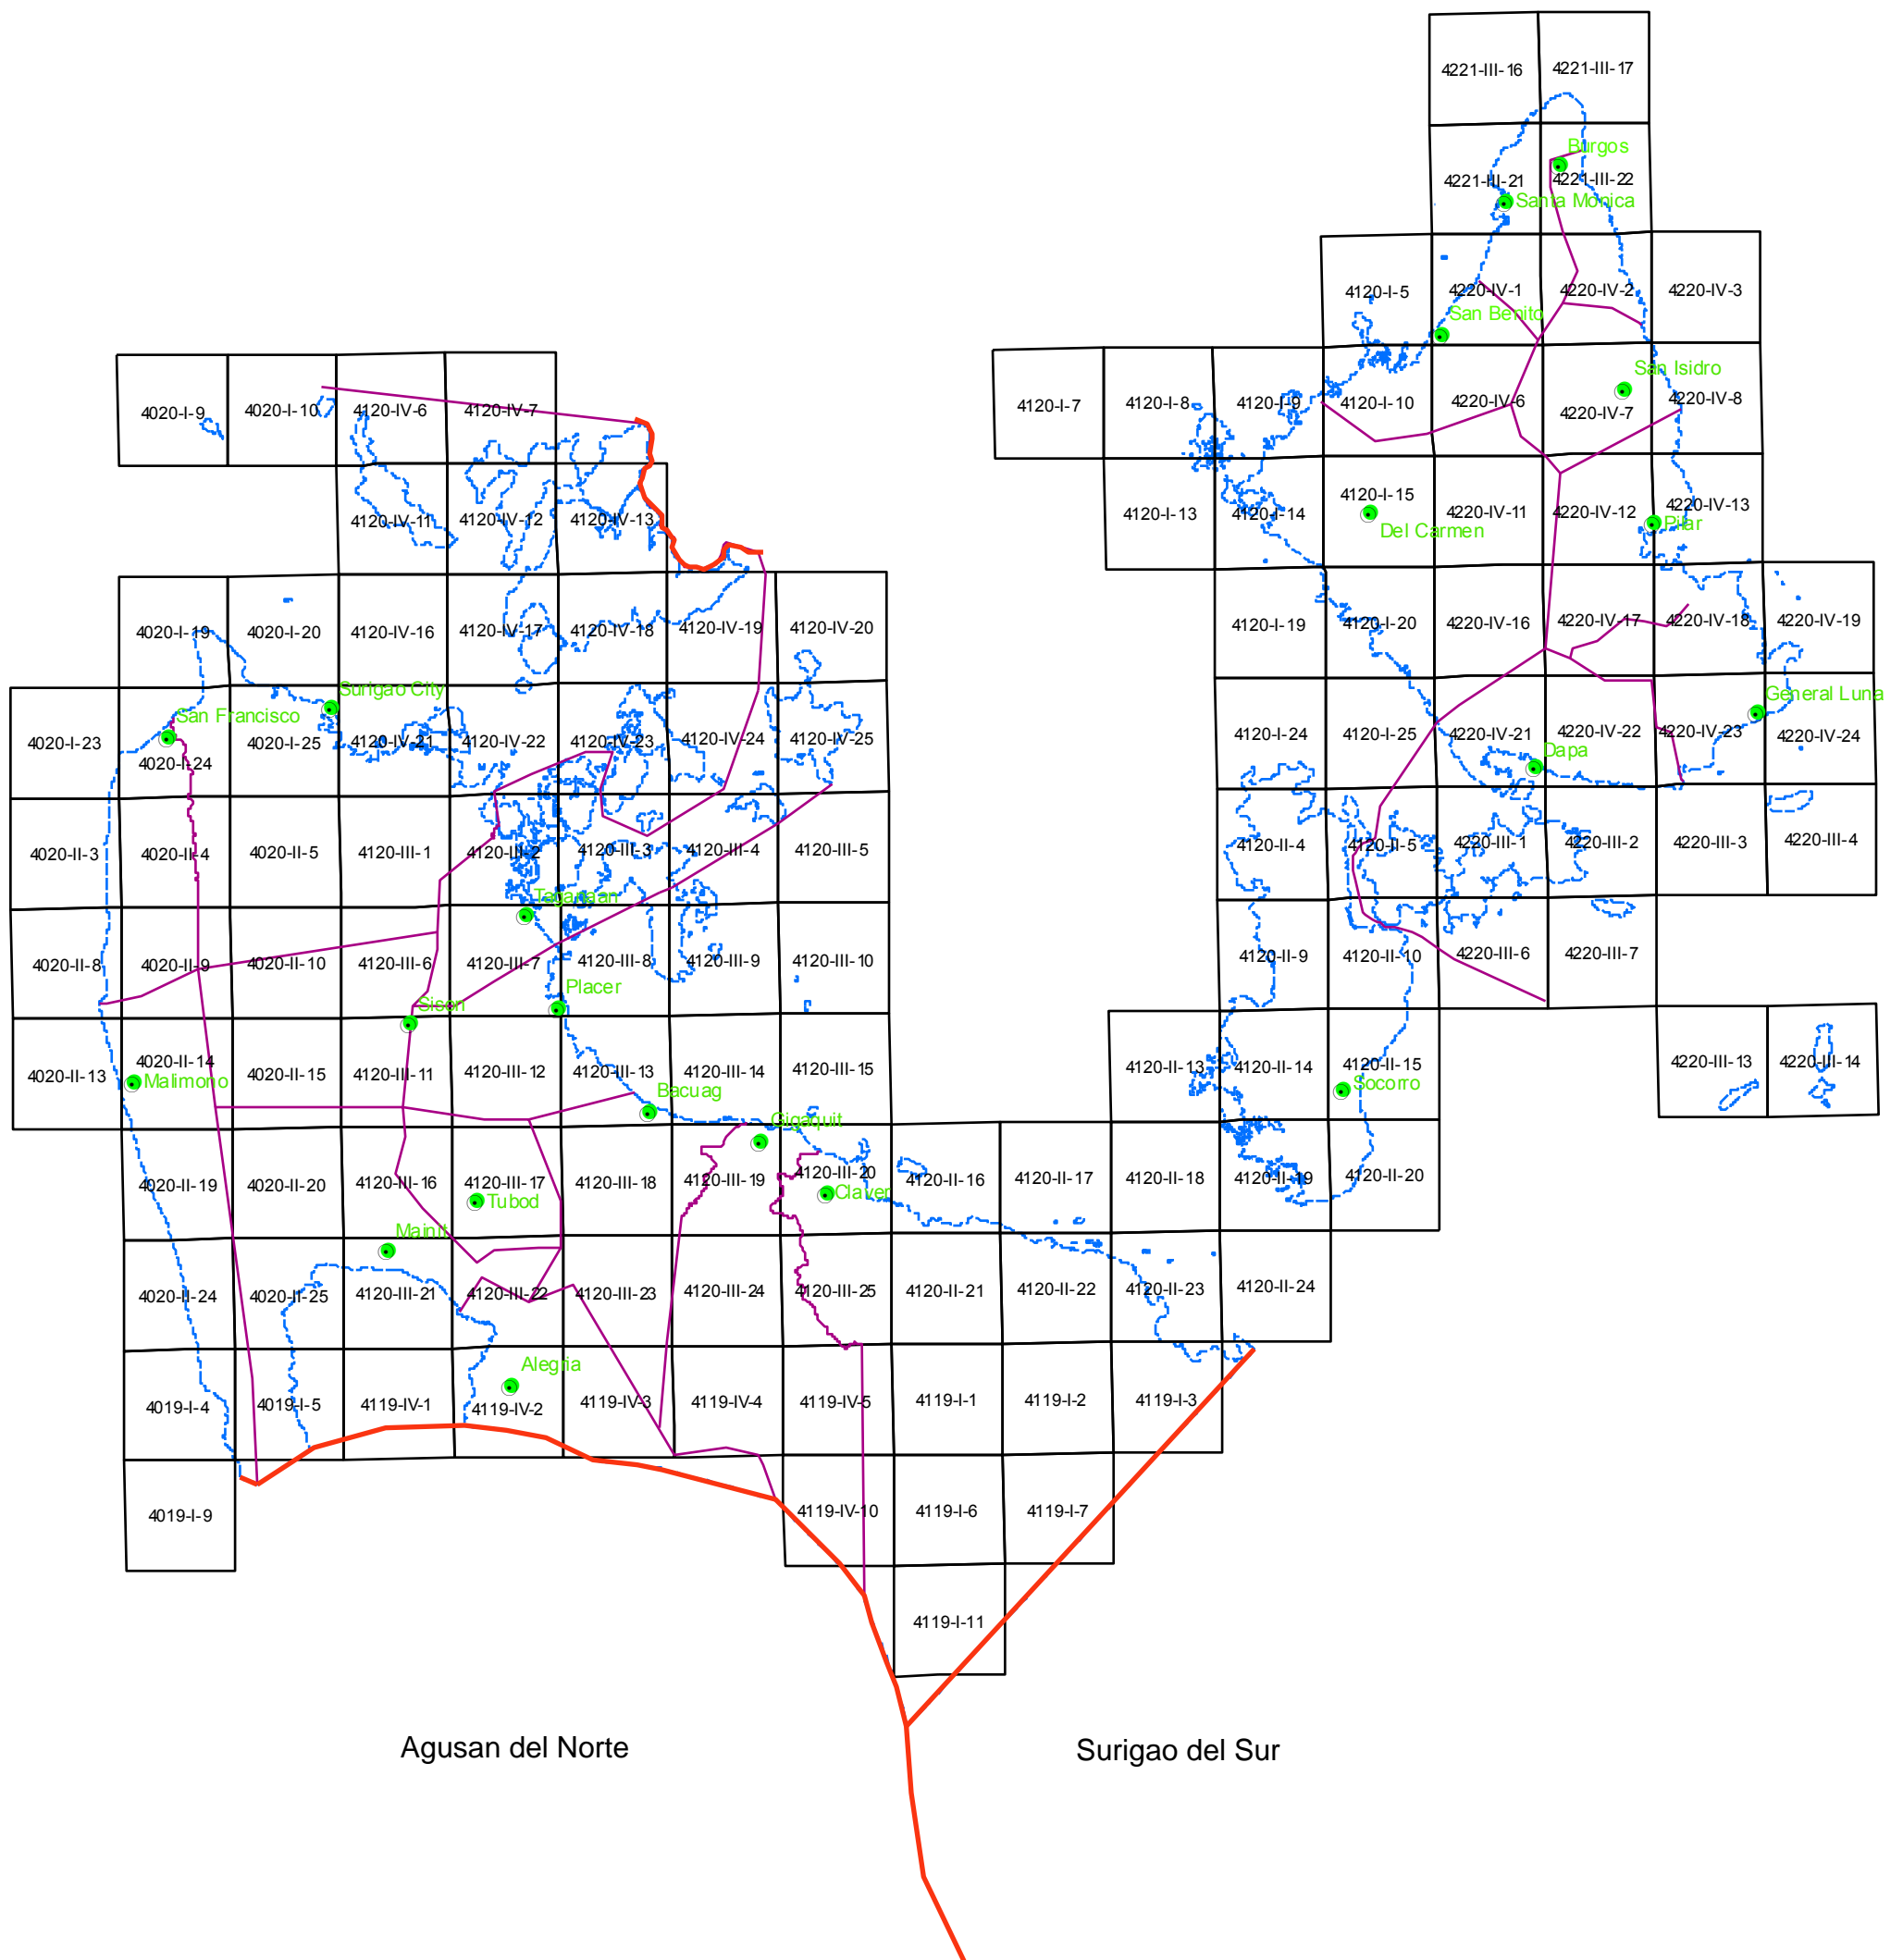 4221-III-16 4221-III-17
Burgos
4221-III-21 4221-III-22
Santa Monica
4120-I-5 4220-IV-1 4220-IV-2 4220-IV-3
San Benito
San Isidro
4020-I-9 4020-I-10 4120-IV-6 4120-IV-7 4120-I-7 4120-I-8 4120-I-9 4120-I-10 4220-IV-6 4220-IV-7 4220-IV-8
4120-IV-11 4120-IV-12 4120-IV-13 4120-I-13 4120-I-14 4120-I-15 4220-IV-11 4220-IV-12 4220-IV-13
Del Carmen Pilar
4020-I-19 4020-I-20 4120-IV-16 4120-IV-17 4120-IV-18 4120-IV-19 4120-IV-20 4120-I-19 4120-I-20 4220-IV-16 4220-IV-17 4220-IV-18 4220-IV-19
San Francisco Surigao City General Luna
4020-I-23 4020-I-24 4020-I-25 4120-IV-21 4120-IV-22 4120-IV-23 4120-IV-24 4120-IV-25 4120-I-24 4120-I-25 4220-IV-21 4220-IV-22 4220-IV-23 4220-IV-24
Dapa
4020-II-3 4020-II-4 4020-II-5 4120-III-1 4120-III-2 4120-III-3 4120-III-4 4120-III-5 4120-II-4 4120-II-5 4220-III-1 4220-III-2 4220-III-3 4220-III-4
Taganaan
4020-II-8 4020-II-9 4020-II-10 4120-III-6 4120-III-7 4120-III-8 4120-III-9 4120-III-10 4120-II-9 4120-II-10 4220-III-6 4220-III-7
Sison Placer
4020-II-13 4020-II-14 4020-II-15 4120-III-11 4120-III-12 4120-III-13 4120-III-14 4120-III-15 4120-II-13 4120-II-14 4120-II-15 4220-III-13 4220-III-14
Malimono Bacuag Socorro
Gigaquit
4020-II-19 4020-II-20 4120-III-16 4120-III-17 4120-III-18 4120-III-19 4120-III-20 4120-II-16 4120-II-17 4120-II-18 4120-II-19 4120-II-20
Tubod Claver
Mainit
4020-II-24 4020-II-25 4120-III-21 4120-III-22 4120-III-23 4120-III-24 4120-III-25 4120-II-21 4120-II-22 4120-II-23 4120-II-24
Alegria
4019-I-4 4019-I-5 4119-IV-1 4119-IV-2 4119-IV-3 4119-IV-4 4119-IV-5 4119-I-1 4119-I-2 4119-I-3
4019-I-9 4119-IV-10 4119-I-6 4119-I-7
4119-I-11
Agusan del Norte Surigao del Sur